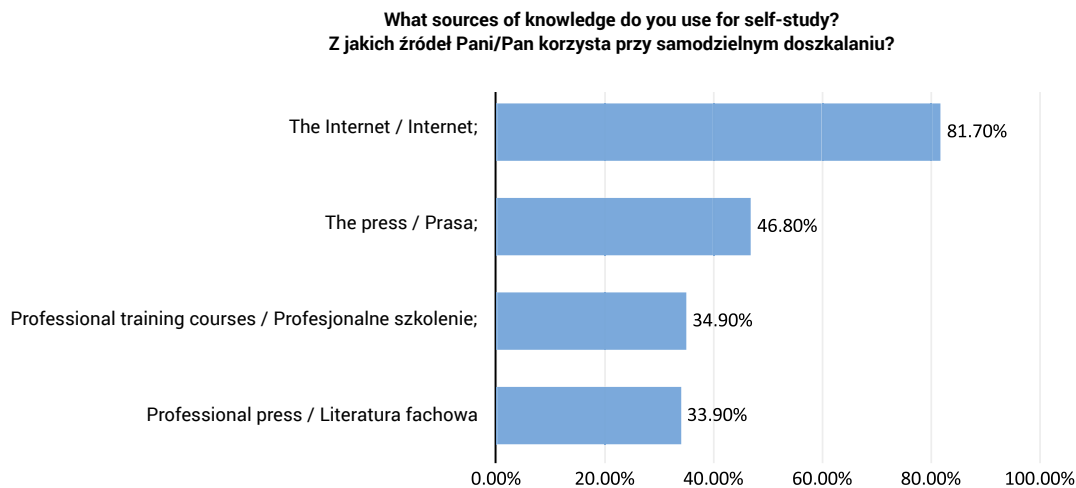 What sources of knowledge do you use for self-study?
Z jakich źródeł Pani/Pan korzysta przy samodzielnym doszkalaniu?
The Internet / Internet;
81.70%
The press / Prasa;
46.80%
Professional training courses / Profesjonalne szkolenie;
34.90%
Professional press / Literatura fachowa
33.90%
0.00% 20.00% 40.00% 60.00% 80.00% 100.00%